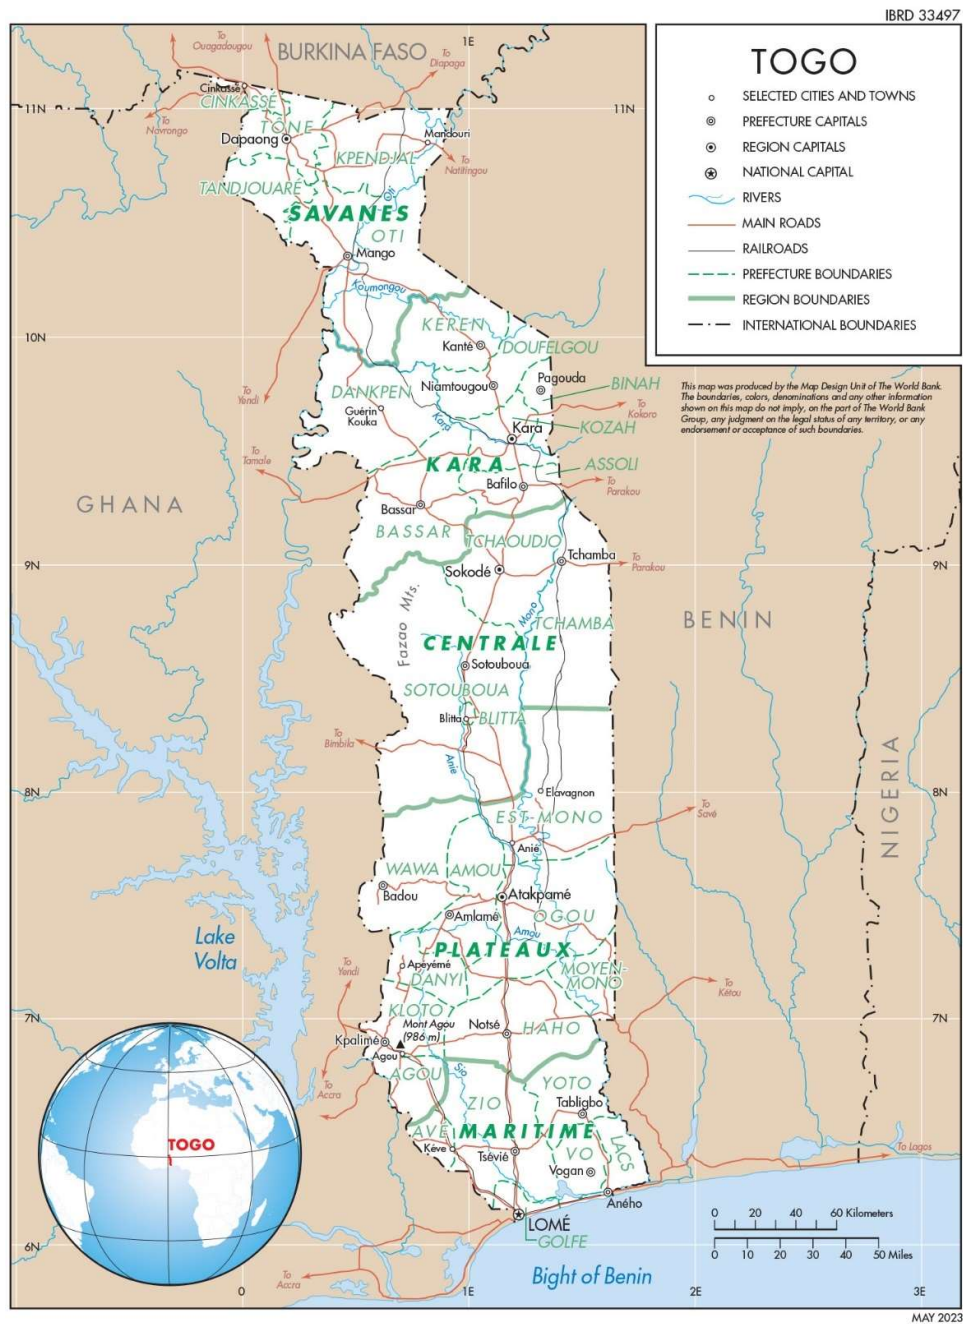 IBRD 33497
TOGO
SELECTED CITIES AND TOWNS
PREFECTURE CAPITALS
REGION CAPITALS
NATIONAL CAPITAL
RIVERS
MAIN ROADS
RAILROADS
PREFECTURE BOUNDARIES
REGION BOUNDARIES
INTERNATIONAL BOUNDARIES
This map was produced by the Map Design Unit of The World Bank.
The boundaries, colors, denominations and any other information
shown on this map do not imply, on the part of The World Bank
Group, any judgment on the legal status of any territory, or any
endorsement or acceptance of such boundaries.
To
Ouagadougou
BURKINA FASO
1E
To
Diapaga
Cinkassé
CINKASSÉ
11N
11N
To
Navrongo
TÔNE
Dapaong
Mandouri
KPENDJAL
To
Natitingou
TANDJOUARÉ
Oti
SAVANES
OTI
Mango
Koumongou
10N
KEREN
Kanté
DOUFELGOU
DANKPEN
Niamtougou
Pagouda
BINAH
To
Yendi
Guérin
Kouka
To
Kokoro
Kara
Kara
KOZAH
To
Tamale
KARA
ASSOLI
Bafilo
To
Parakou
GHANA
Bassar
BASSAR
TCHAOUDJO
Tchamba
9N
Sokodé
To
Parakou
9N
Fazao Mts.
Mono
TCHAMBA
BENIN
CENTRALE
Sotouboua
SOTOUBOUA
Blitta
BLITTA
To
Bimbila
Anie
NIGERIA
8N
Elavagnon
8N
EST-MONO
To
Savé
Anié
WAWA
AMOU
Badou
Atakpamé
Amlamé
OGOU
Amou
Lake
Volta
PLATEAUX
To
Yendi
Apeyémé
DANYI
MOYEN-
MONO
To
Kétou
KLOTO
7N
Mont Agou
(986 m)
Notsé
HAHO
7N
Kpalimé
Agou
AGOU
Sio
To
Accra
YOTO
ZIO
Tabligbo
TOGO
AVE
MARITIME
LACS
Kéve
Tsévié
VO
Vogan
To Lagos
Aného
LOMÉ
GOLFE
0 20 40 60 Kilometers
0 10 20 30 40 50 Miles
6N
To
Accra
Bight of Benin
0
1E
2E
3E
MAY 2023